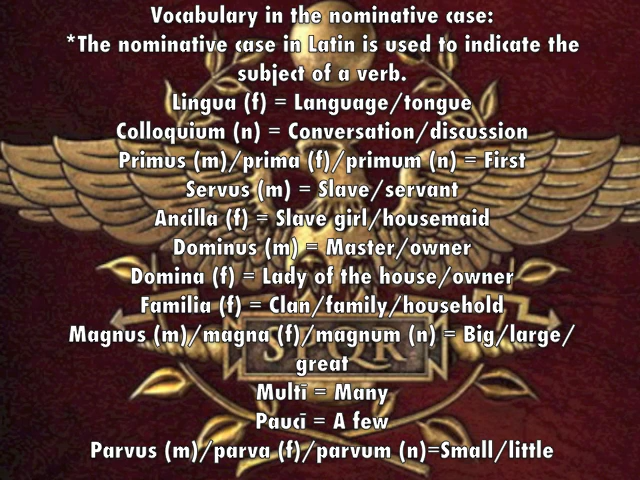 Vocabulary in the nominative case:
*The nominative case in Latin is used to indicate the
subject of a verb.
Lingua (f) = Language/tongue
Colloquium (n) = Conversation/discussion
Primus (m)/prima (f)/primum (n) = First
Servus (m) = Slave/servant
Ancilla (f) = Slave girl/housemaid
Dominus (m) = Master/owner
Domina (f) = Lady of the house/owner
Familia (f) = Clan/family/household
Magnus (m)/magna (f)/magnum (n) = Big/large/
great
Multī = Many
Paucī = A few
Parvus (m)/parva (f)/parvum (n)=Small/little
SPQR